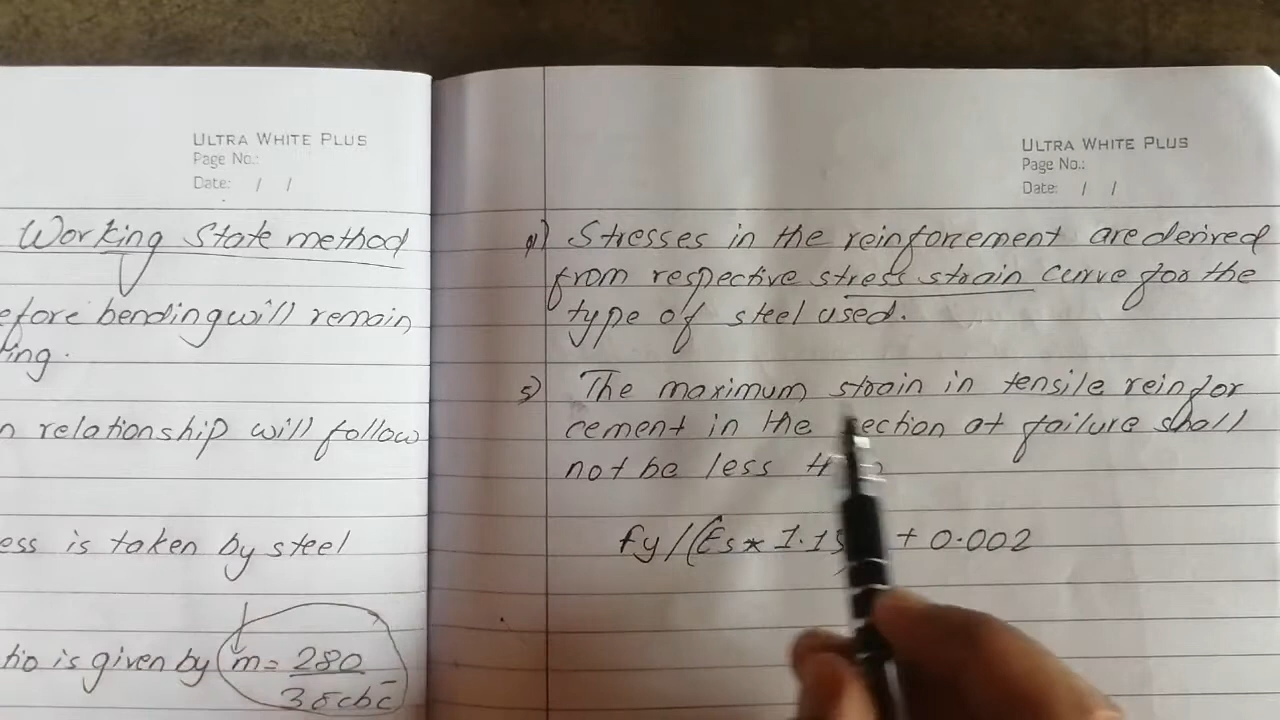 ULTRA WHITE PLUS
Page No.:
Date: / /
Working State method
efore bending will remain
ting.
n relationship will follow
ess is taken by steel
tio is given by m= 280
3σcbc
ULTRA WHITE PLUS
Page No.:
Date: / /
4) Stresses in the reinforcement are derived
from respective stress strain curve for the
type of steel used.
5) The maximum strain in tensile reinfor
cement in the section at failure shall
not be less
fy/(Es* 1.15 + 0.002